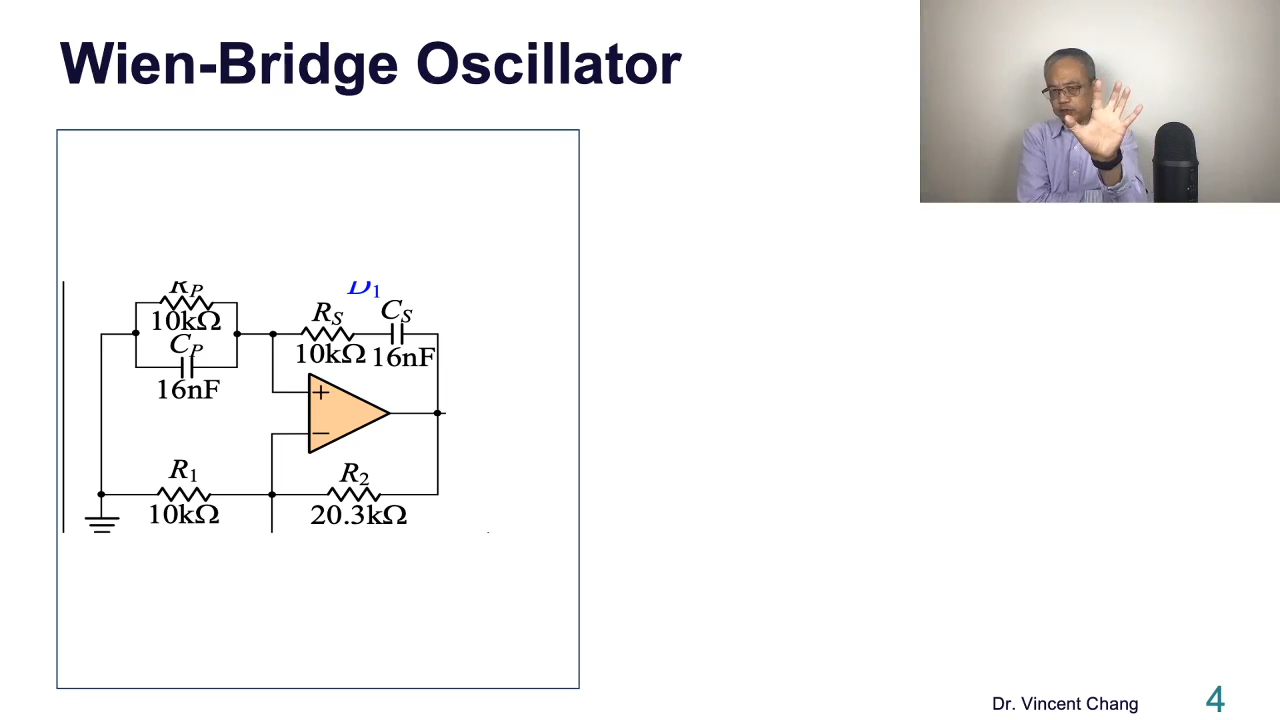 Wien-Bridge Oscillator
R_P
D_1
10kΩ
R_S
C_S
C_P
10kΩ
16nF
16nF
+
−
R_1
R_2
10kΩ
20.3kΩ
Dr. Vincent Chang
4